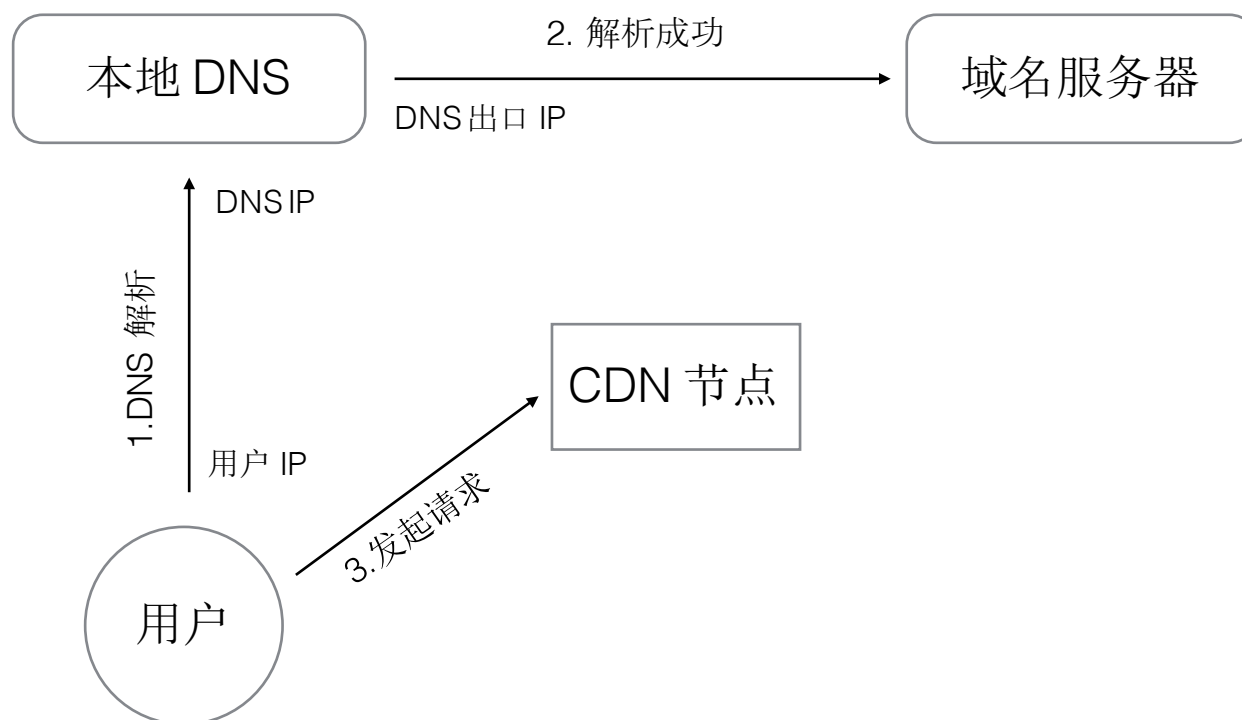 2. 解析成功
本地 DNS
域名服务器
DNS 出口 IP
DNS IP
1.DNS 解析
CDN 节点
用户 IP
3.发起请求
用户